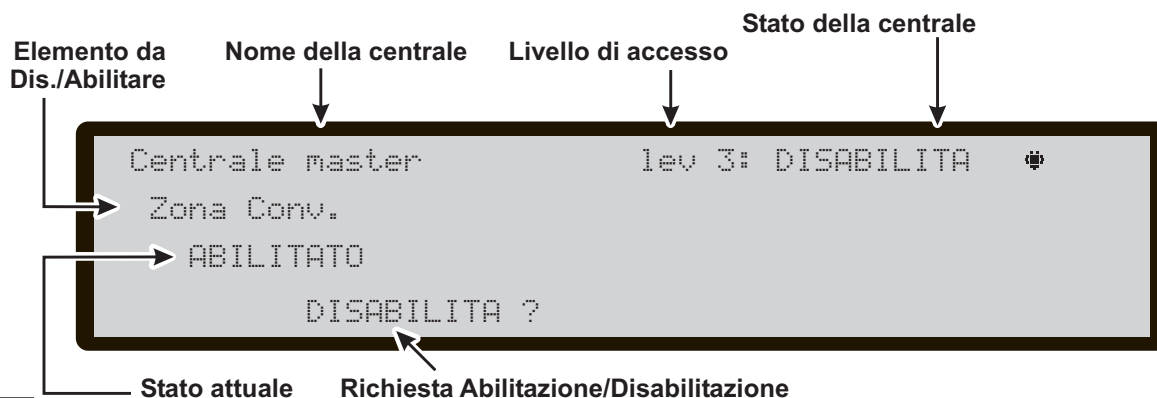 Stato della centrale
Elemento da
Dis./Abilitare
Nome della centrale
Livello di accesso
Centrale master lev 3: DISABILITA
Zona Conv.
ABILITATO
DISABILITA ?
Stato attuale
Richiesta Abilitazione/Disabilitazione